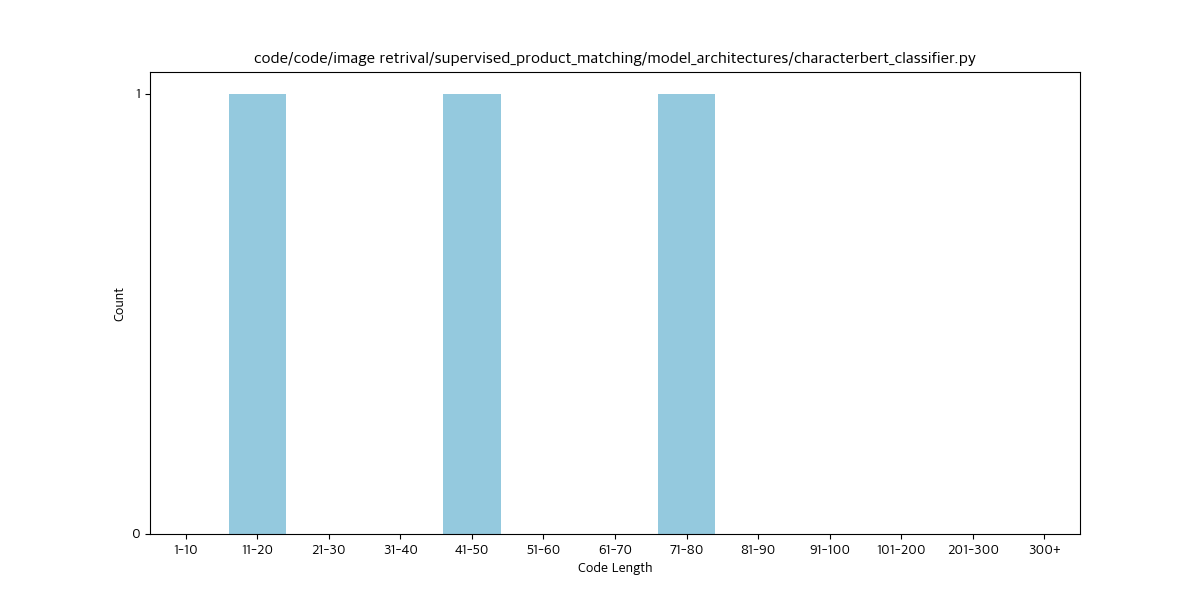 code/code/image retrival/supervised_product_matching/model_architectures/characterbert_classifier.py
1
Count
0
1-10 11-20 21-30 31-40 41-50 51-60 61-70 71-80 81-90 91-100 101-200 201-300 300+
Code Length